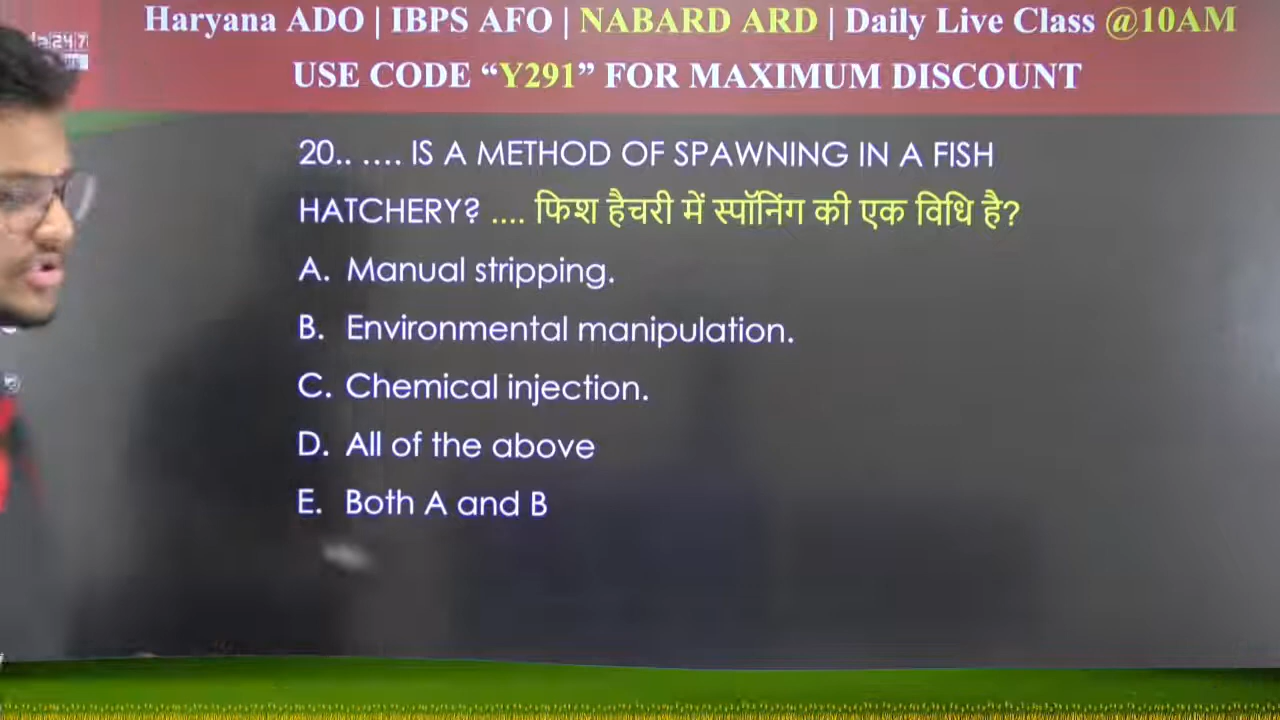 Haryana ADO | IBPS AFO | NABARD ARD | Daily Live Class @10AM
USE CODE “Y291” FOR MAXIMUM DISCOUNT
20.. .... IS A METHOD OF SPAWNING IN A FISH
HATCHERY? .... फिश हैचरी में स्पॉनिंग की एक विधि है?
A. Manual stripping.
B. Environmental manipulation.
C. Chemical injection.
D. All of the above
E. Both A and B